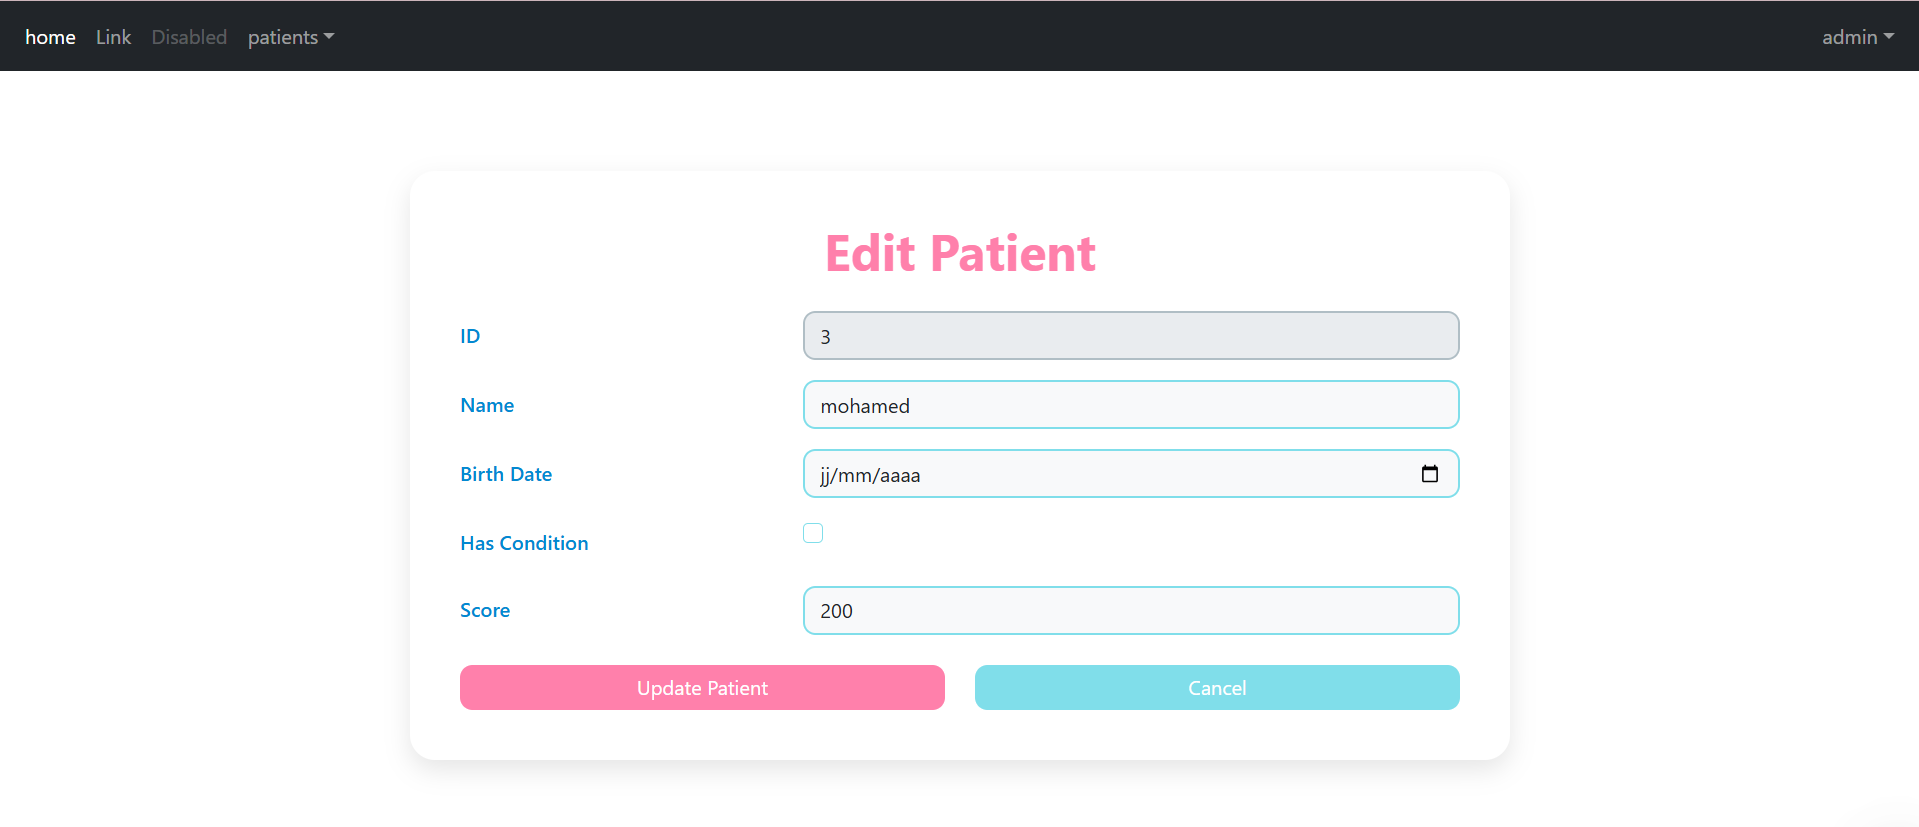 home Link Disabled patients admin
Edit Patient
ID 3
Name mohamed
Birth Date jj/mm/aaaa
Has Condition
Score 200
Update Patient Cancel